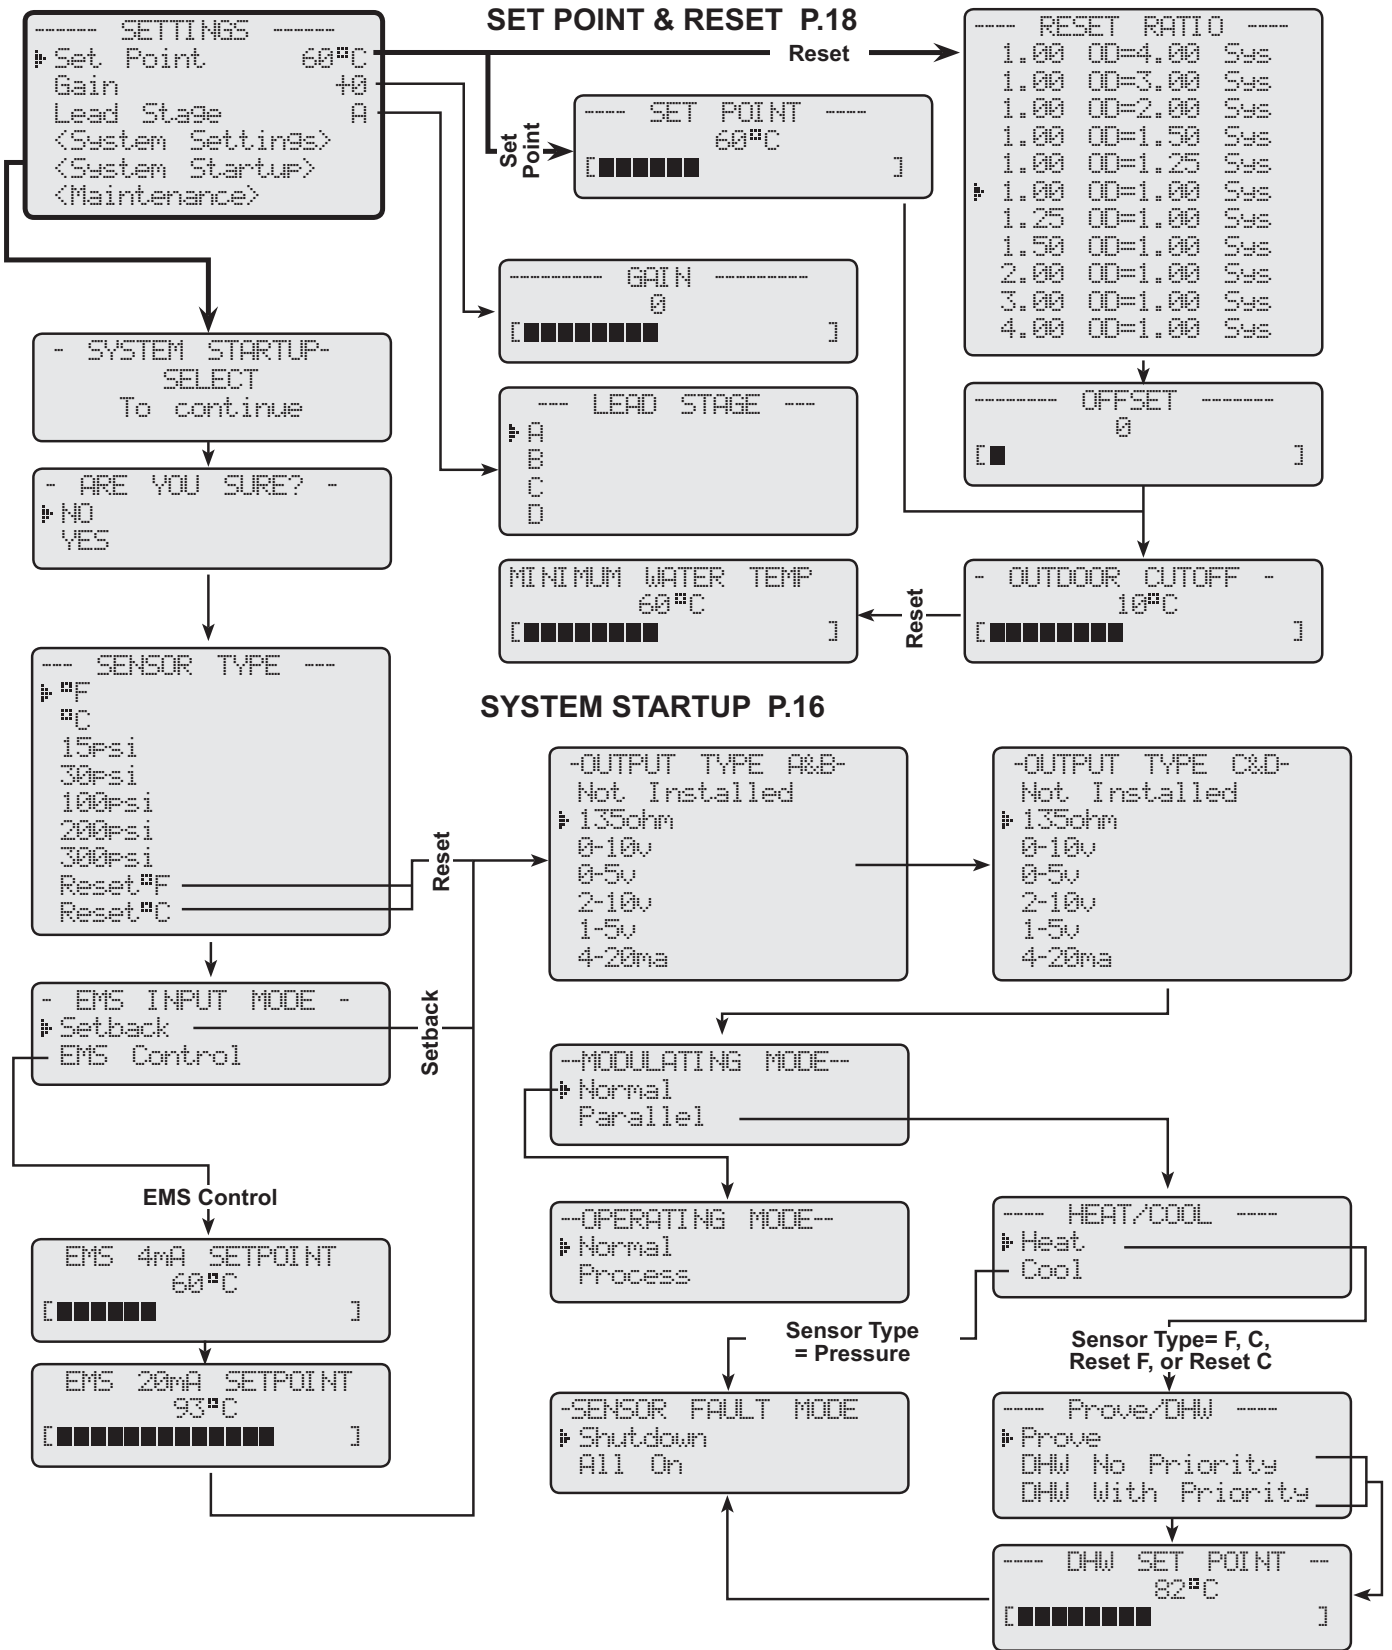 ------ SETTINGS ------
Set Point 60°C
Gain +0
Lead Stage A
<System Settings>
<System Startup>
<Maintenance>
SET POINT & RESET P.18
Reset
Set
Point
---- SET POINT ----
60°C
[ ]
---- RESET RATIO ----
1.00 OD=4.00 Sys
1.00 OD=3.00 Sys
1.00 OD=2.00 Sys
1.00 OD=1.50 Sys
1.00 OD=1.25 Sys
1.00 OD=1.00 Sys
1.25 OD=1.00 Sys
1.50 OD=1.00 Sys
2.00 OD=1.00 Sys
3.00 OD=1.00 Sys
4.00 OD=1.00 Sys
--------- GAIN ---------
0
[ ]
--- LEAD STAGE ---
A
B
C
D
-------- OFFSET -------
0
[ ]
- OUTDOOR CUTOFF -
10°C
[ ]
Reset
MINIMUM WATER TEMP
60°C
[ ]
- SYSTEM STARTUP-
SELECT
To continue
- ARE YOU SURE? -
NO
YES
--- SENSOR TYPE ---
°F
°C
15psi
30psi
100psi
200psi
300psi
Reset°F
Reset°C
Reset
- EMS INPUT MODE -
Setback
EMS Control
Setback
EMS Control
EMS 4mA SETPOINT
60°C
[ ]
EMS 20mA SETPOINT
93°C
[ ]
SYSTEM STARTUP P.16
-OUTPUT TYPE A&B-
Not Installed
135ohm
0-10v
0-5v
2-10v
1-5v
4-20ma
-OUTPUT TYPE C&D-
Not Installed
135ohm
0-10v
0-5v
2-10v
1-5v
4-20ma
--MODULATING MODE--
Normal
Parallel
--OPERATING MODE--
Normal
Process
---- HEAT/COOL ----
Heat
Cool
Sensor Type
= Pressure
Sensor Type= F, C,
Reset F, or Reset C
-SENSOR FAULT MODE
Shutdown
All On
---- Prove/DHW ----
Prove
DHW No Priority
DHW With Priority
---- DHW SET POINT --
82°C
[ ]